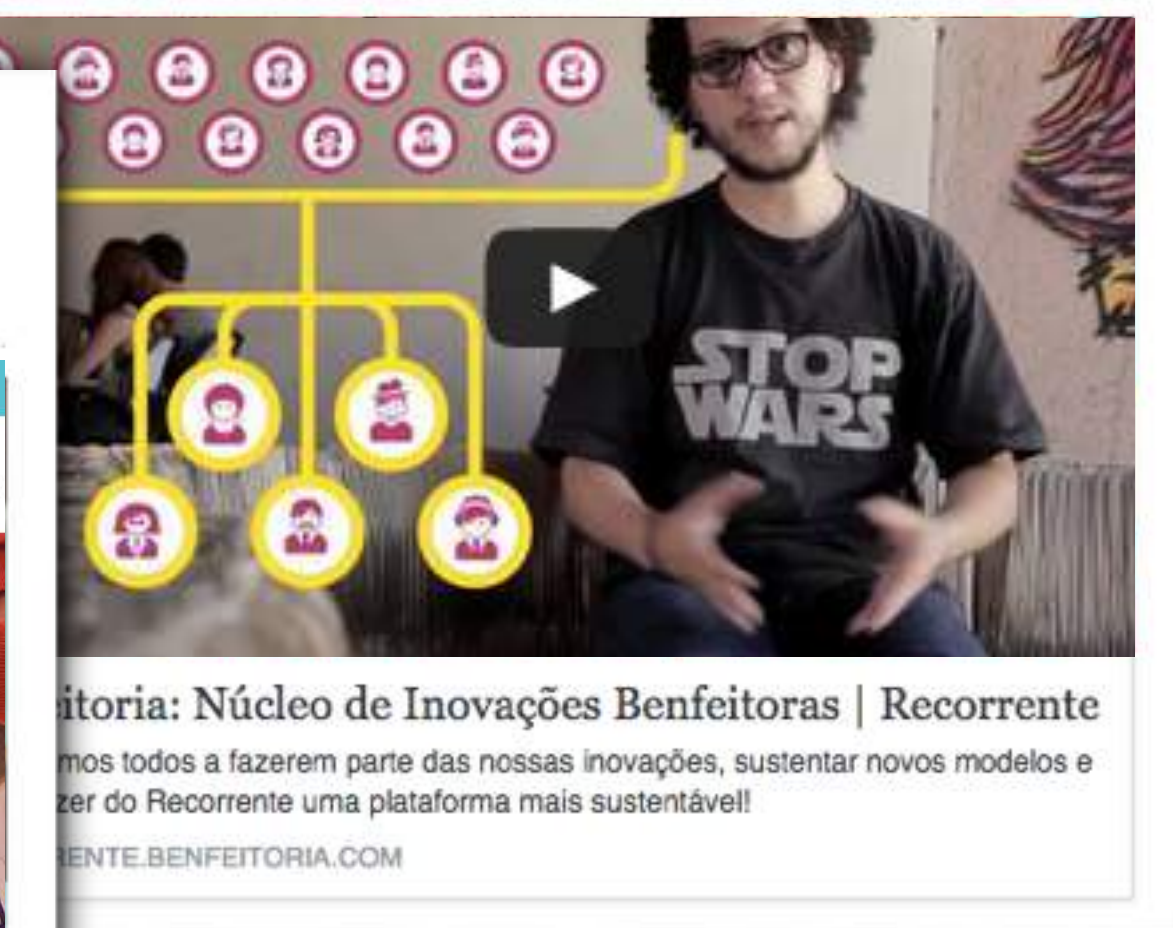 STOP
WARS
eitoria: Núcleo de Inovações Benfeitoras | Recorrente
mos todos a fazerem parte das nossas inovações, sustentar novos modelos e
zer do Recorrente uma plataforma mais sustentável!
RENTE.BENFEITORIA.COM